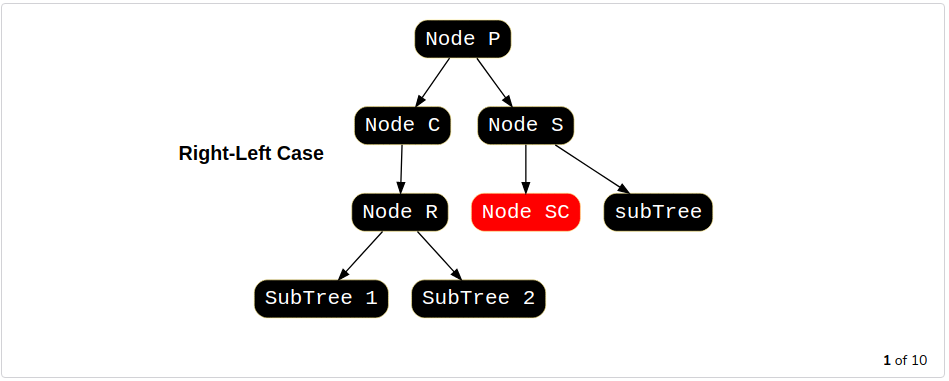 Node P
Node C
Node S
Right-Left Case
Node R
Node SC
subTree
SubTree 1
SubTree 2
1 of 10